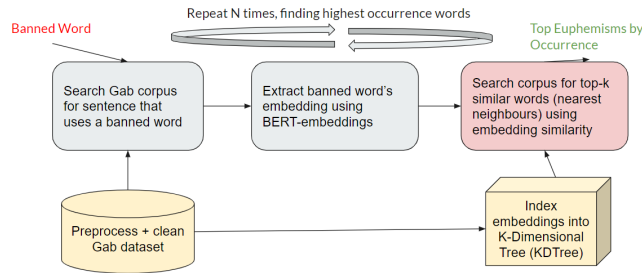 Repeat N times, finding highest occurrence words
Banned Word
Top Euphemisms by
Occurrence
Search Gab corpus
for sentence that
uses a banned word
Extract banned word's
embedding using
BERT-embeddings
Search corpus for top-k
similar words (nearest
neighbours) using
embedding similarity
Preprocess + clean
Gab dataset
Index
embeddings into
K-Dimensional
Tree (KDTree)